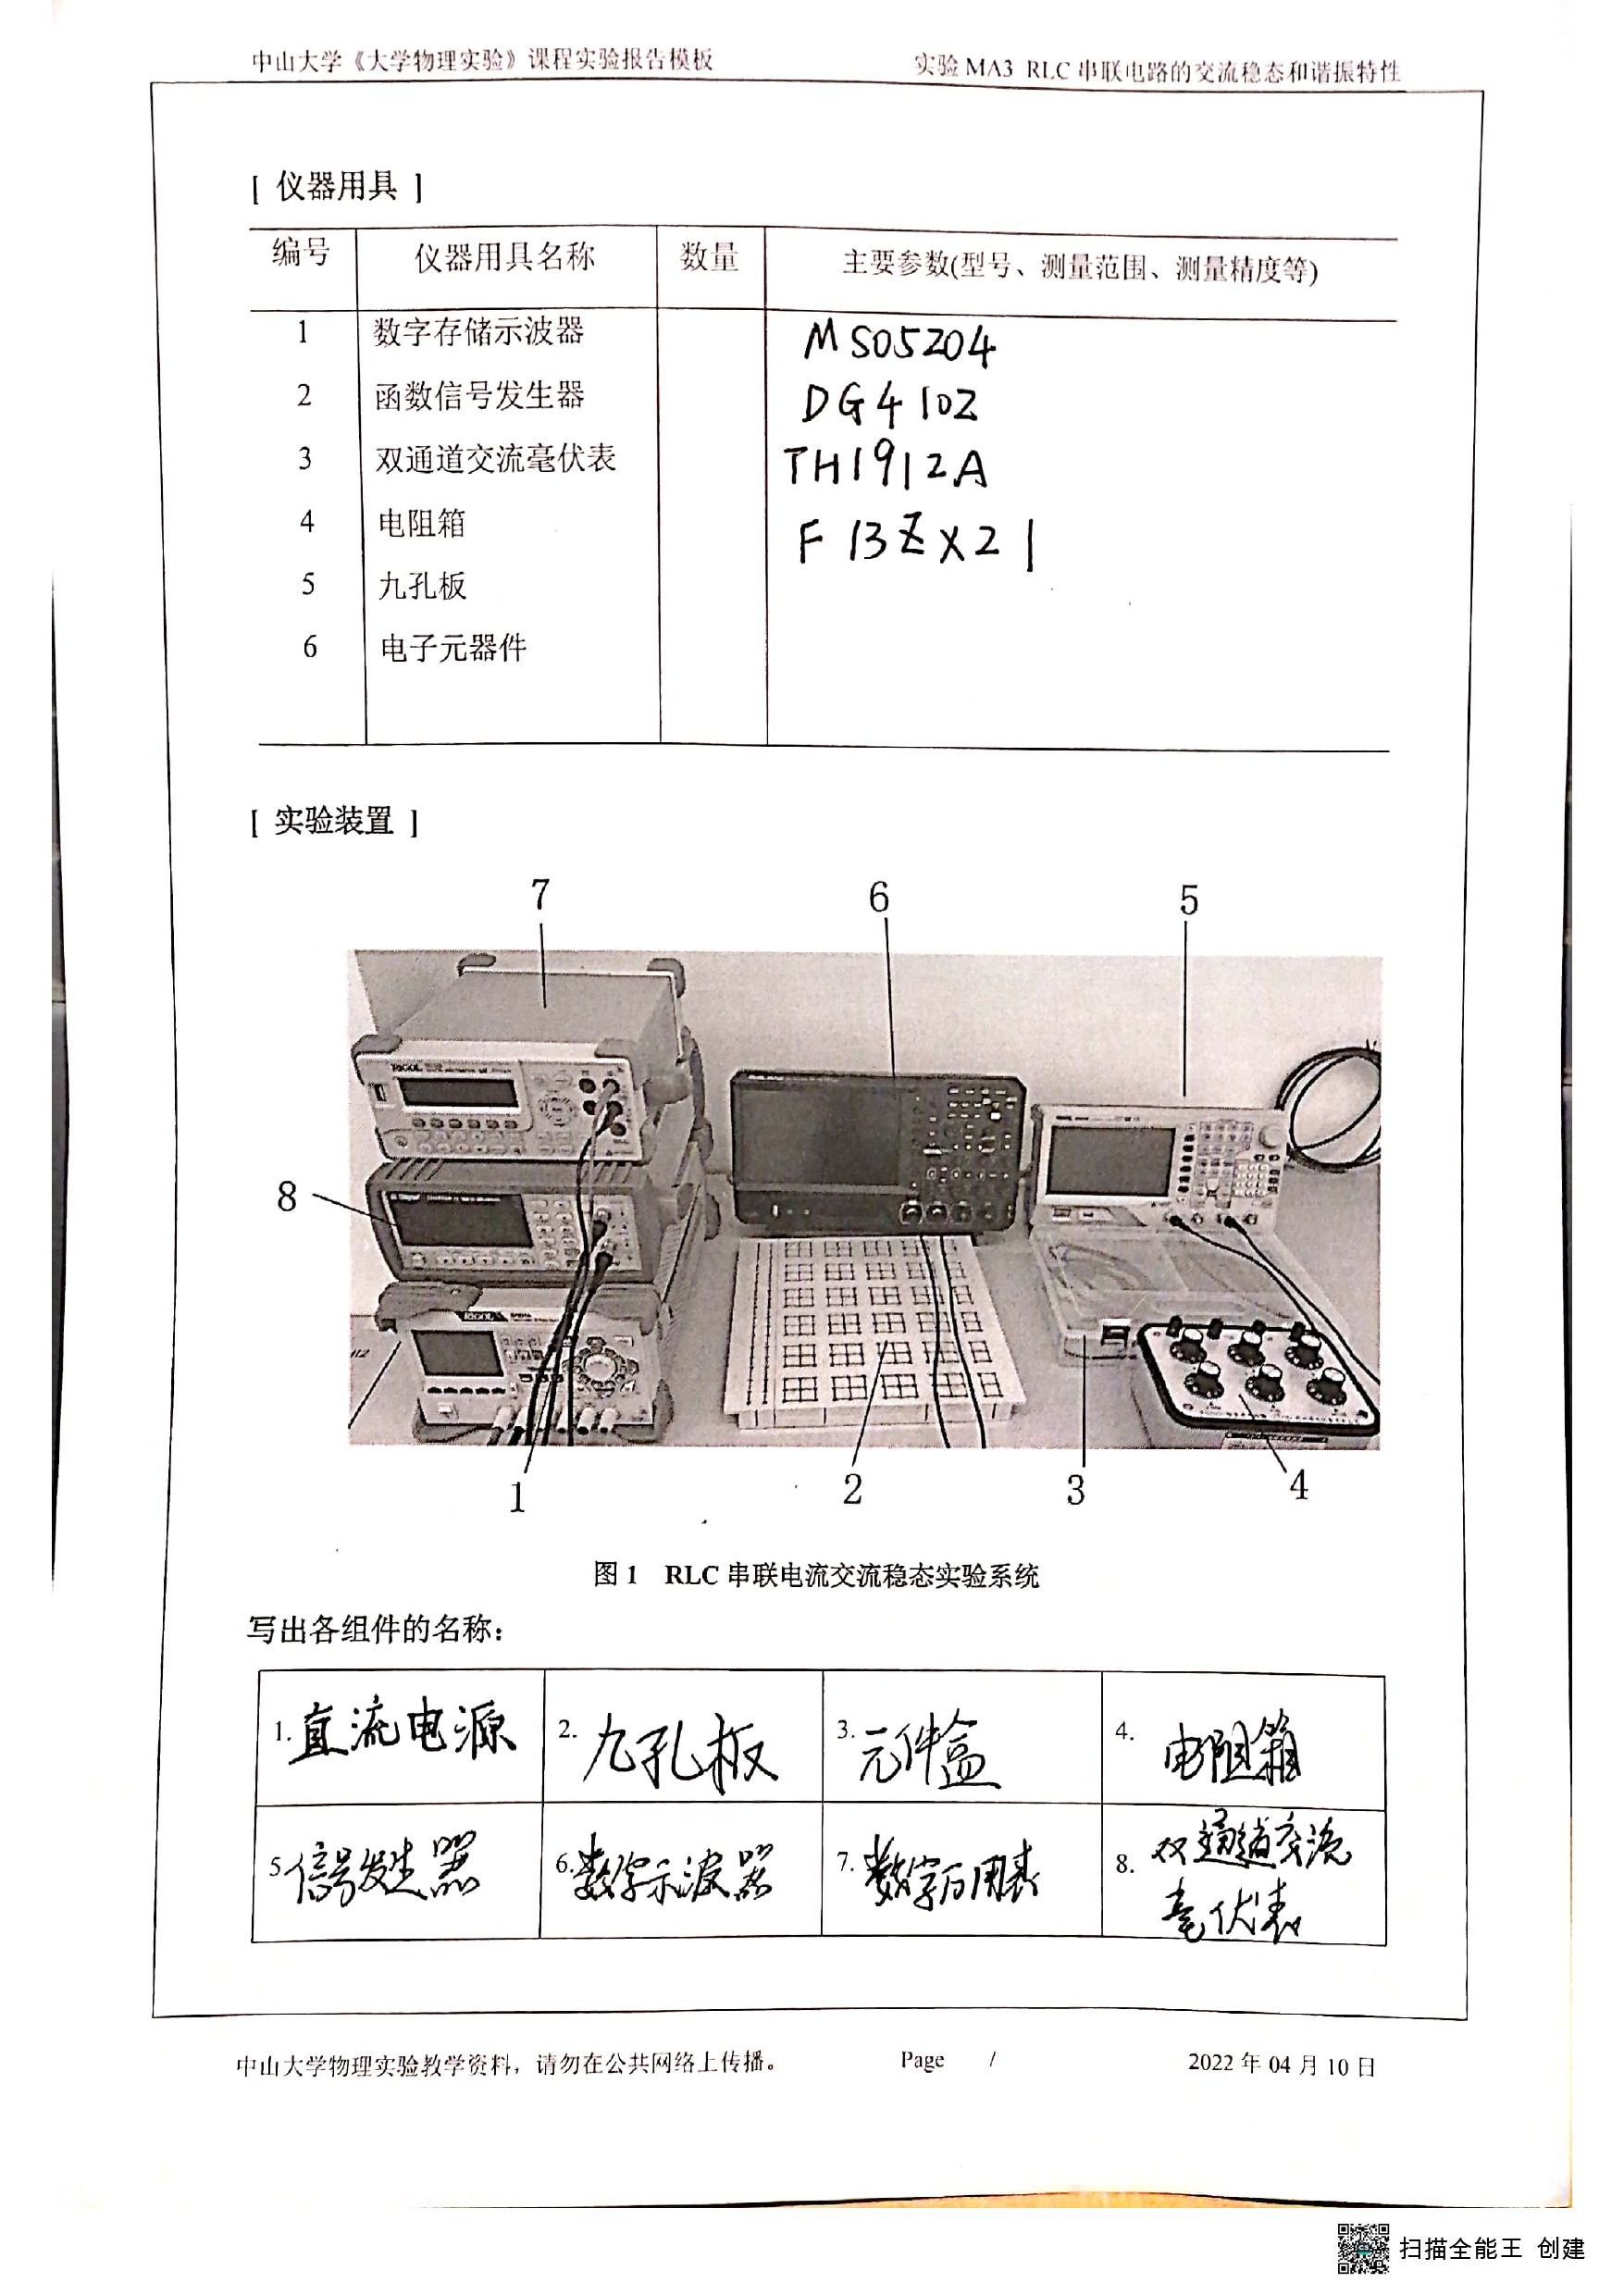 中山大学《大学物理实验》课程实验报告模板 实验 MA3 RLC 串联电路的交流稳态和谐振特性
[ 仪器用具 ]
编号 仪器用具名称 数量 主要参数(型号、测量范围、测量精度等)
1 数字存储示波器 MSO5204
2 函数信号发生器 DG4102
3 双通道交流毫伏表 TH1912A
4 电阻箱 F13ZX21
5 九孔板
6 电子元器件
[ 实验装置 ]
7 6 5
RIGOL
8
RIGOL
1 2 3 4
图 1 RLC 串联电流交流稳态实验系统
写出各组件的名称:
1. 直流电源 2. 九孔板 3. 元件盒 4. 电阻箱
5. 信号发生器 6. 数字示波器 7. 数字万用表 8. 双通道交流
毫伏表
中山大学物理实验教学资料，请勿在公共网络上传播。 Page / 2022 年 04 月 10 日
扫描全能王 创建